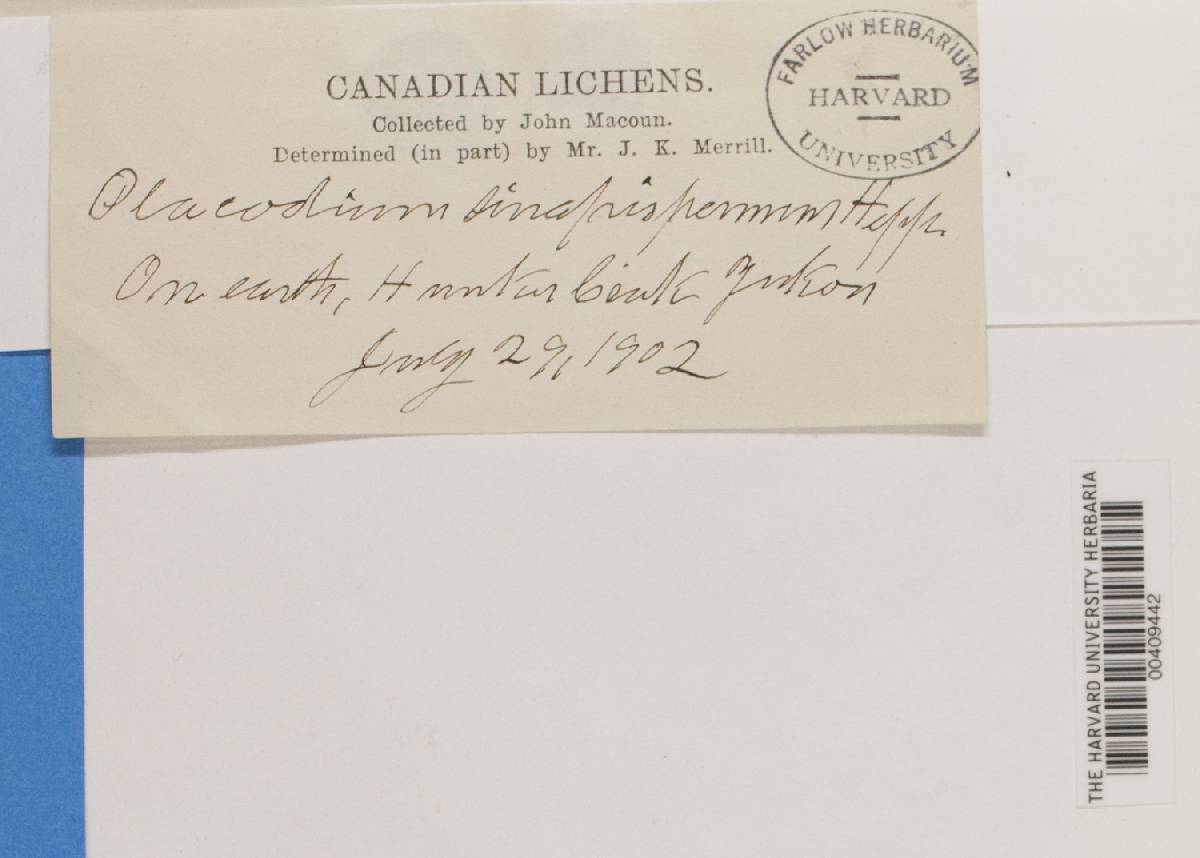 CANADIAN LICHENS.
Collected by John Macoun.
Determined (in part) by Mr. J. K. Merrill.
FARLOW HERBARIUM
HARVARD
UNIVERSITY
Placodium sinapispermum Hepp.
On earth, Hunker Creek Yukon
July 29, 1902
THE HARVARD UNIVERSITY HERBARIA
00409442